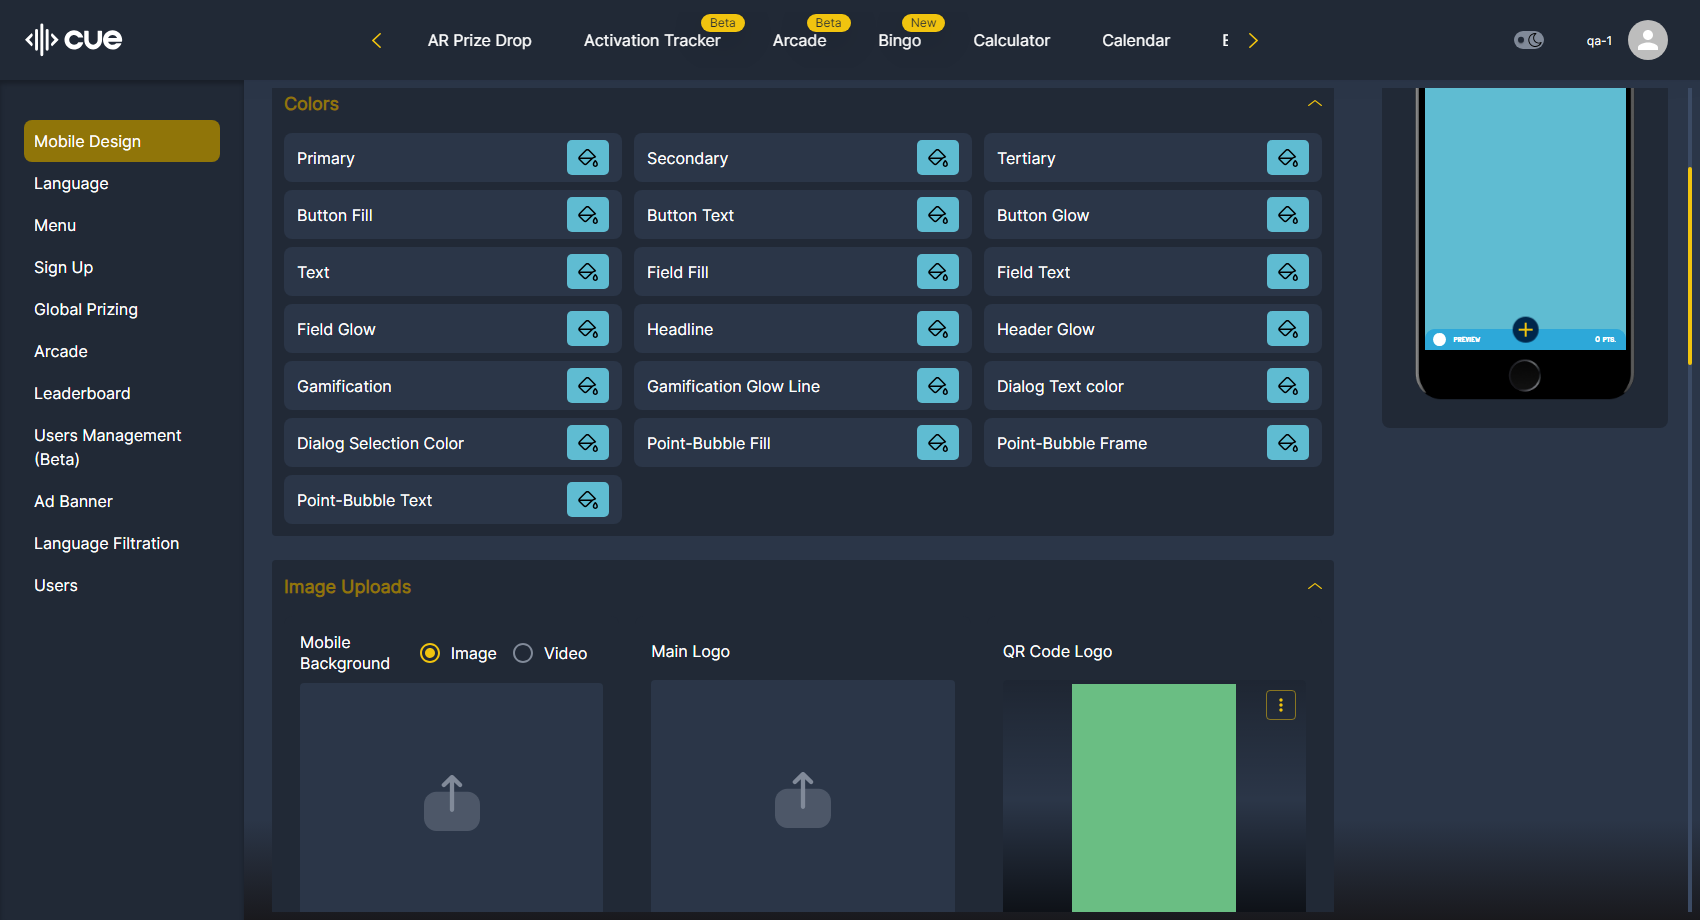 cue
AR Prize Drop
Activation Tracker
Beta
Arcade
Beta
Bingo
New
Calculator
Calendar
qa-1
Mobile Design
Language
Menu
Sign Up
Global Prizing
Arcade
Leaderboard
Users Management
(Beta)
Ad Banner
Language Filtration
Users
Colors
Primary
Secondary
Tertiary
Button Fill
Button Text
Button Glow
Text
Field Fill
Field Text
Field Glow
Headline
Header Glow
Gamification
Gamification Glow Line
Dialog Text color
Dialog Selection Color
Point-Bubble Fill
Point-Bubble Frame
Point-Bubble Text
Image Uploads
Mobile
Background
Image
Video
Main Logo
QR Code Logo
PREVIEW
0 PTS.